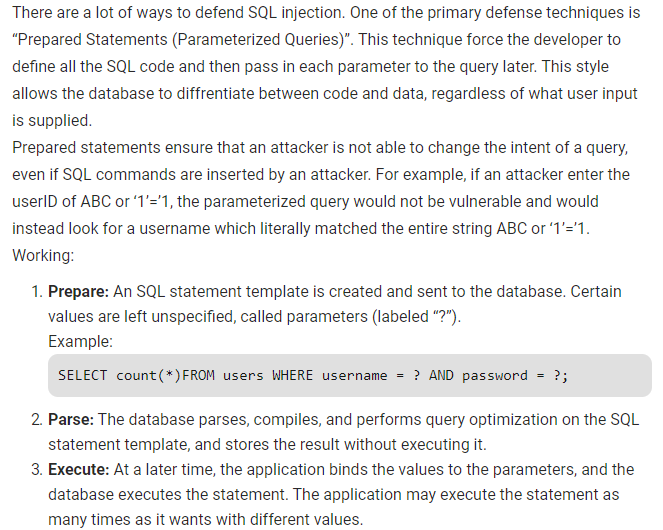 There are a lot of ways to defend SQL injection. One of the primary defense techniques is
“Prepared Statements (Parameterized Queries)”. This technique force the developer to
define all the SQL code and then pass in each parameter to the query later. This style
allows the database to diffrentiate between code and data, regardless of what user input
is supplied.
Prepared statements ensure that an attacker is not able to change the intent of a query,
even if SQL commands are inserted by an attacker. For example, if an attacker enter the
userID of ABC or ‘1’=’1, the parameterized query would not be vulnerable and would
instead look for a username which literally matched the entire string ABC or ‘1’=’1.
Working:
1. Prepare: An SQL statement template is created and sent to the database. Certain
values are left unspecified, called parameters (labeled “?”).
Example:
SELECT count(*)FROM users WHERE username = ? AND password = ?;
2. Parse: The database parses, compiles, and performs query optimization on the SQL
statement template, and stores the result without executing it.
3. Execute: At a later time, the application binds the values to the parameters, and the
database executes the statement. The application may execute the statement as
many times as it wants with different values.